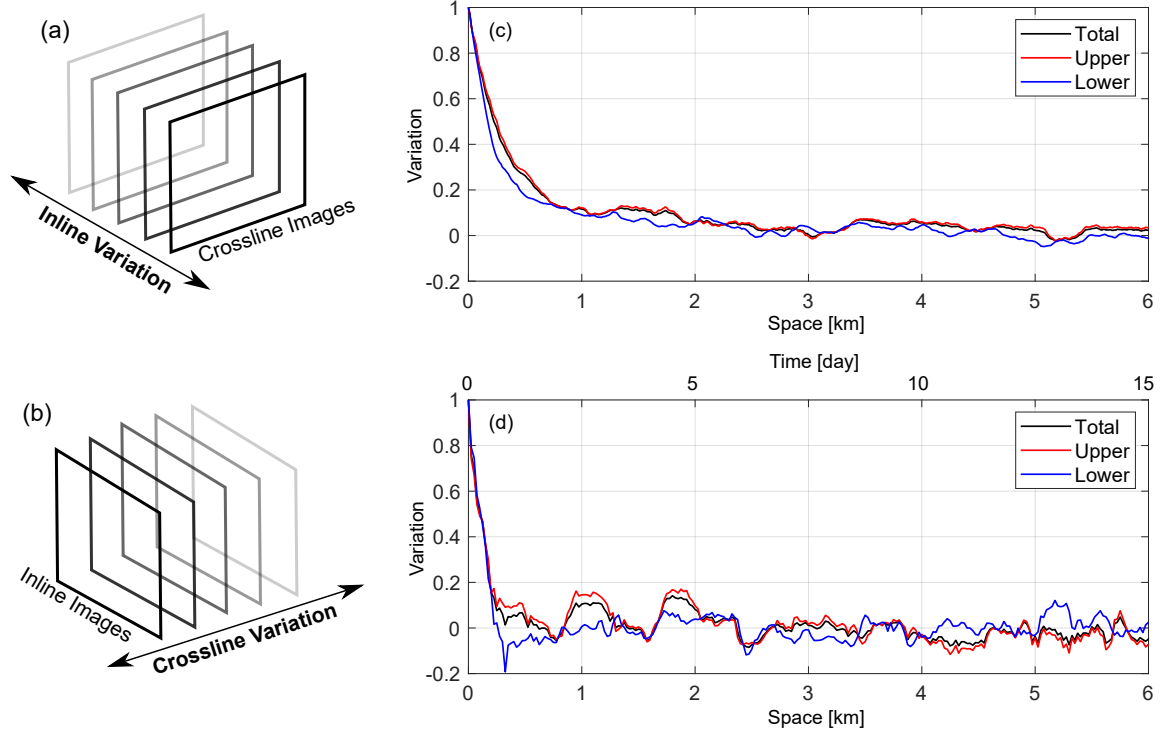 (a)
Inline Variation
Crossline Images
(c)
1
0.8
0.6
0.4
0.2
0
-0.2
Variation
Total
Upper
Lower
0 1 2 3 4 5 6
Space [km]
(b)
Inline Images
Crossline Variation
Time [day]
0 5 10 15
(d)
1
0.8
0.6
0.4
0.2
0
-0.2
Variation
Total
Upper
Lower
0 1 2 3 4 5 6
Space [km]